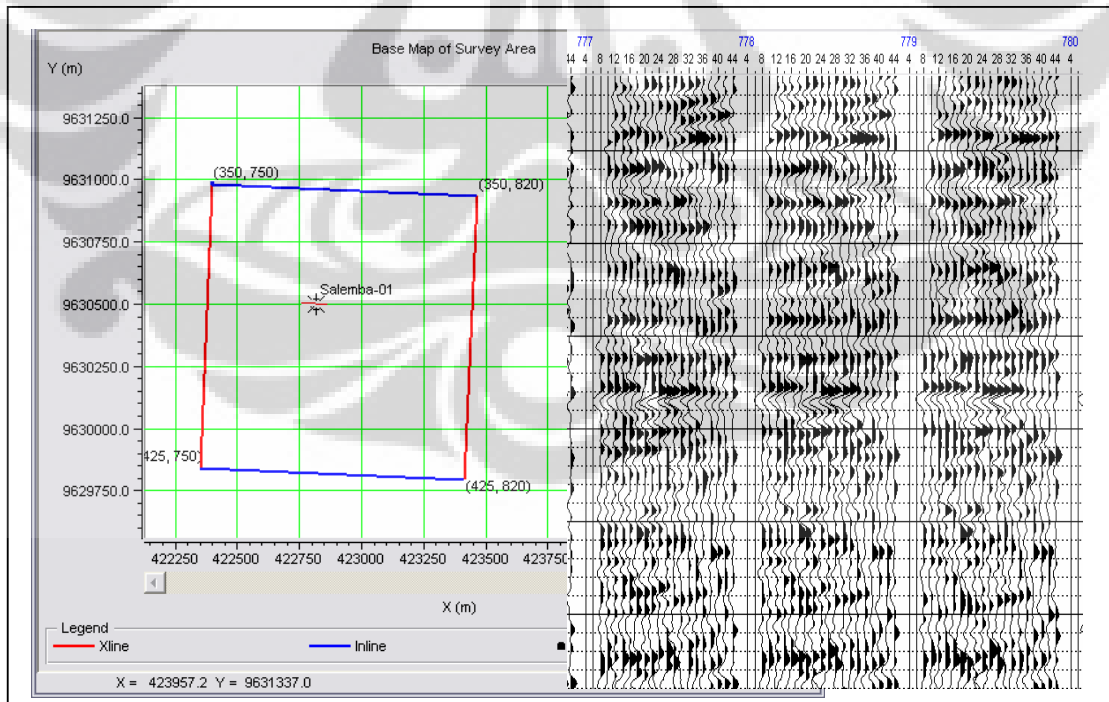 Base Map of Survey Area
Y (m)
9631250.0
9631000.0
9630750.0
9630500.0
9630250.0
9630000.0
9629750.0
(350, 750)
(350, 820)
Salemba-01
425, 750)
(425, 820)
422250 422500 422750 423000 423250 423500 423750
X (m)
Legend
Xline Inline
X = 423957.2 Y = 9631337.0
777 778 779 780
44 4 8 12 16 20 24 28 32 36 40 44 4 8 12 16 20 24 28 32 36 40 44 4 8 12 16 20 24 28 32 36 40 44 4